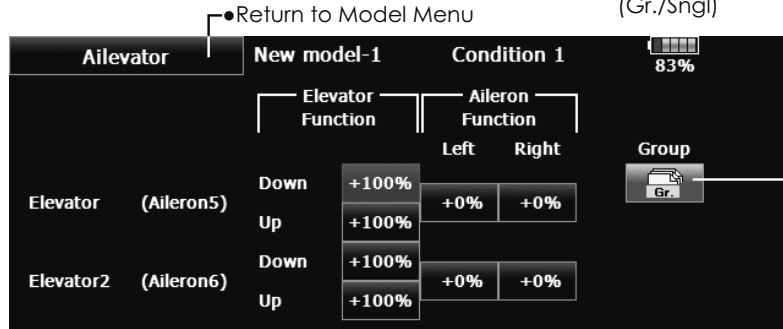 ●Return to Model Menu
(Gr./Sngl)
Ailevator New model-1 Condition 1 83%
Elevator Function Aileron Function
Left Right Group
Elevator (Aileron5) Down +100% +0% +0% Gr.
Up +100%
Elevator2 (Aileron6) Down +100% +0% +0%
Up +100%